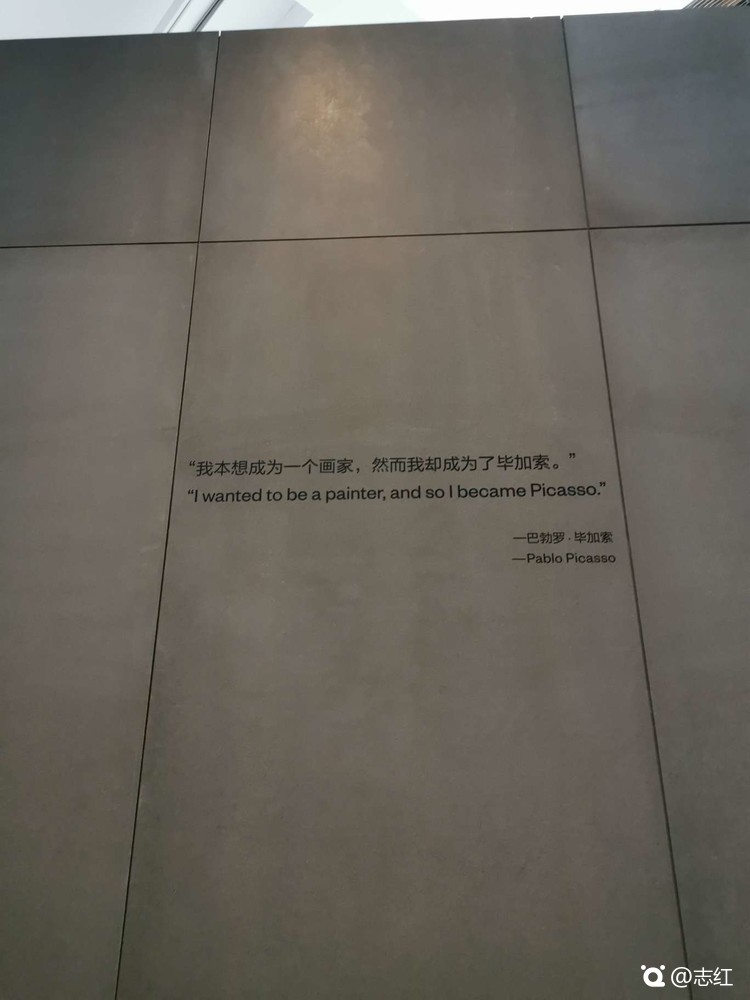 “我本想成为一个画家，然而我却成为了毕加索。”
“I wanted to be a painter, and so I became Picasso.”
—巴勃罗·毕加索
—Pablo Picasso
@志红